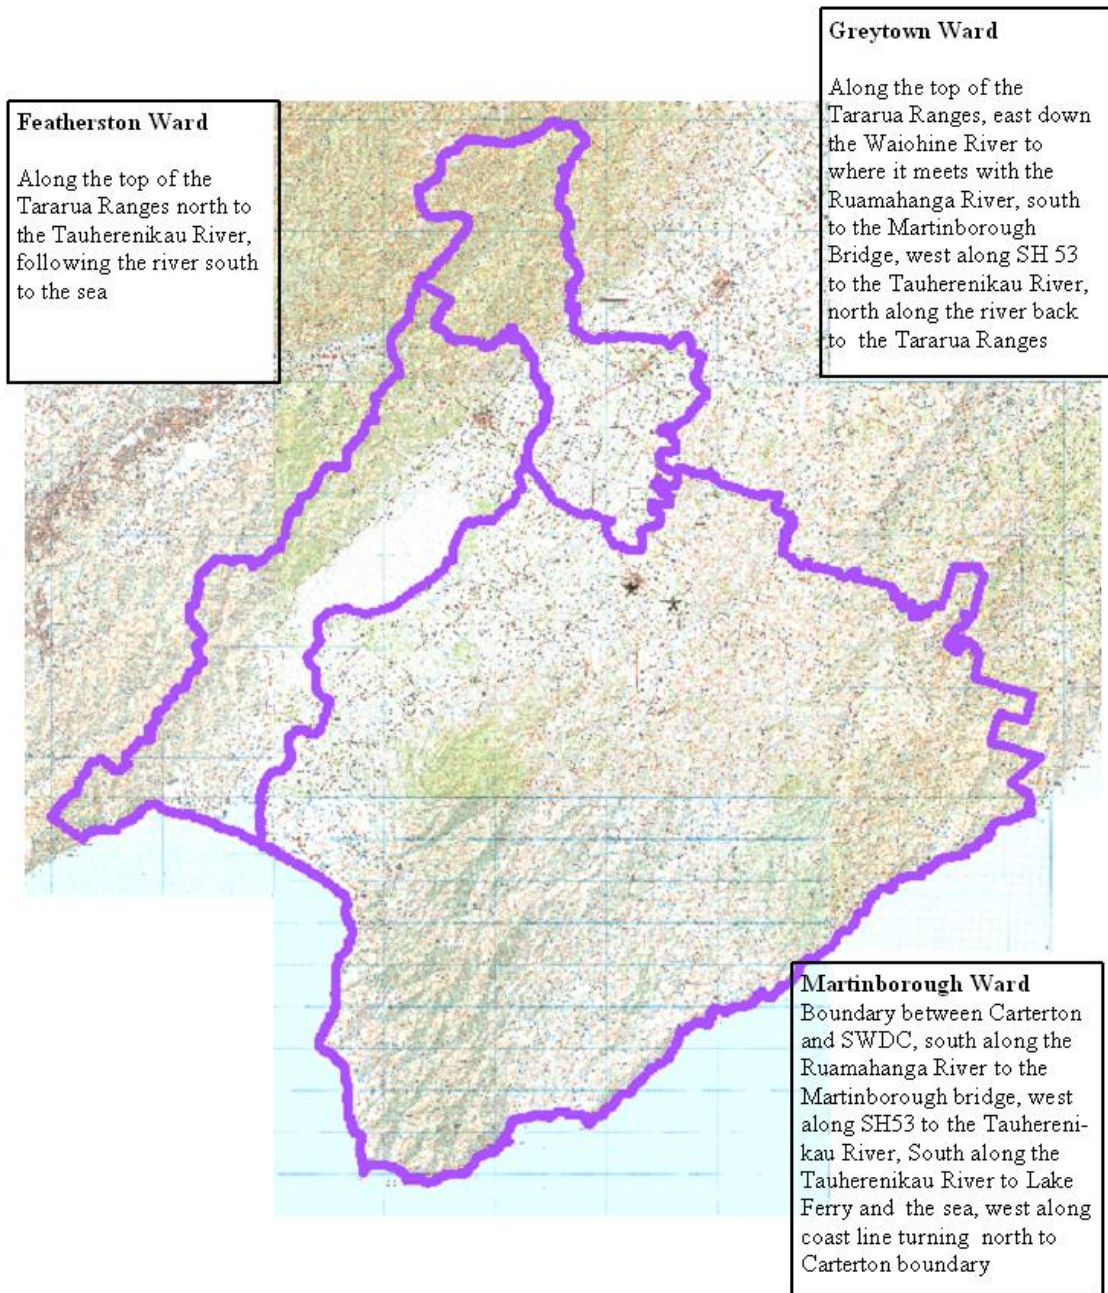 Greytown Ward
Along the top of the
Tararua Ranges, east down
the Waiohine River to
where it meets with the
Ruamahanga River, south
to the Martinborough
Bridge, west along SH 53
to the Tauherenikau River,
north along the river back
to the Tararua Ranges
Featherston Ward
Along the top of the
Tararua Ranges north to
the Tauherenikau River,
following the river south
to the sea
Martinborough Ward
Boundary between Carterton
and SWDC, south along the
Ruamahanga River to the
Martinborough bridge, west
along SH53 to the Tauhereni-
kau River, South along the
Tauherenikau River to Lake
Ferry and the sea, west along
coast line turning north to
Carterton boundary